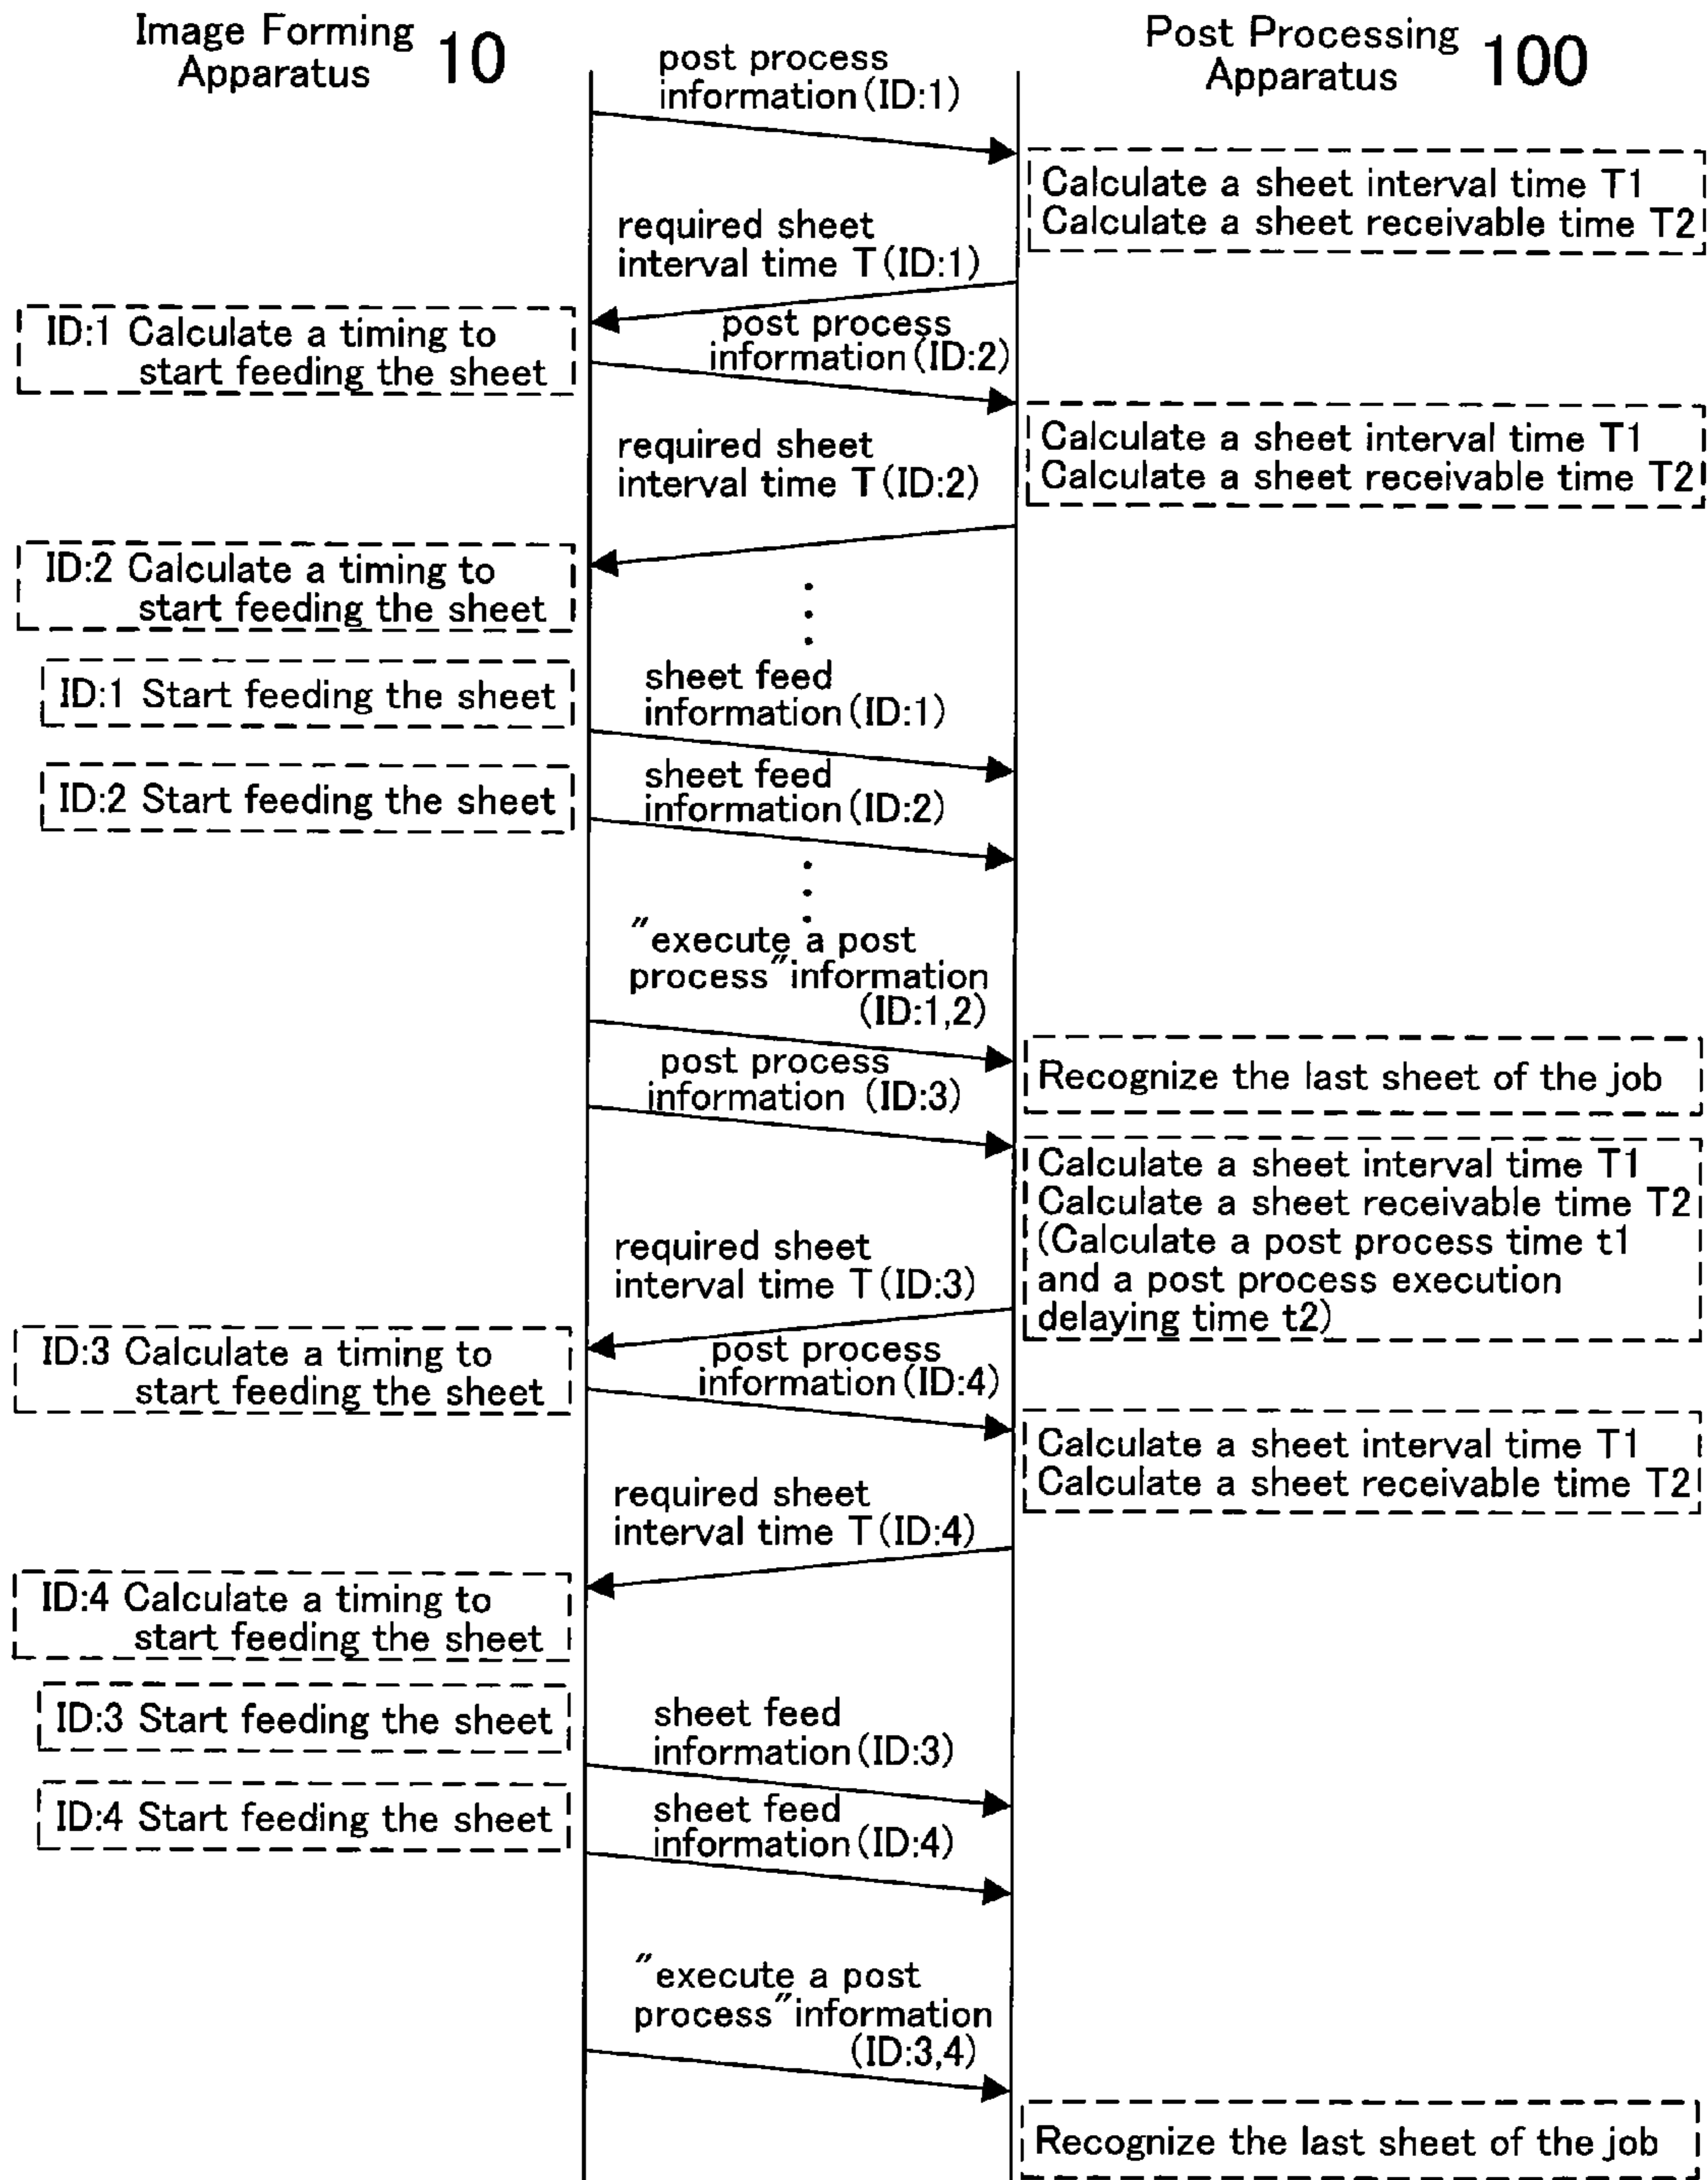 Image Forming
Apparatus 10
Post Processing
Apparatus 100
post process
information(ID:1)
Calculate a sheet interval time T1
Calculate a sheet receivable time T2
required sheet
interval time T(ID:1)
ID:1 Calculate a timing to
start feeding the sheet
post process
information(ID:2)
Calculate a sheet interval time T1
Calculate a sheet receivable time T2
required sheet
interval time T(ID:2)
ID:2 Calculate a timing to
start feeding the sheet
ID:1 Start feeding the sheet
sheet feed
information(ID:1)
ID:2 Start feeding the sheet
sheet feed
information(ID:2)
"execute a post
process"information
(ID:1,2)
Recognize the last sheet of the job
post process
information (ID:3)
Calculate a sheet interval time T1
Calculate a sheet receivable time T2
(Calculate a post process time t1
and a post process execution
delaying time t2)
required sheet
interval time T(ID:3)
ID:3 Calculate a timing to
start feeding the sheet
post process
information(ID:4)
Calculate a sheet interval time T1
Calculate a sheet receivable time T2
required sheet
interval time T(ID:4)
ID:4 Calculate a timing to
start feeding the sheet
ID:3 Start feeding the sheet
sheet feed
information(ID:3)
ID:4 Start feeding the sheet
sheet feed
information(ID:4)
"execute a post
process"information
(ID:3,4)
Recognize the last sheet of the job